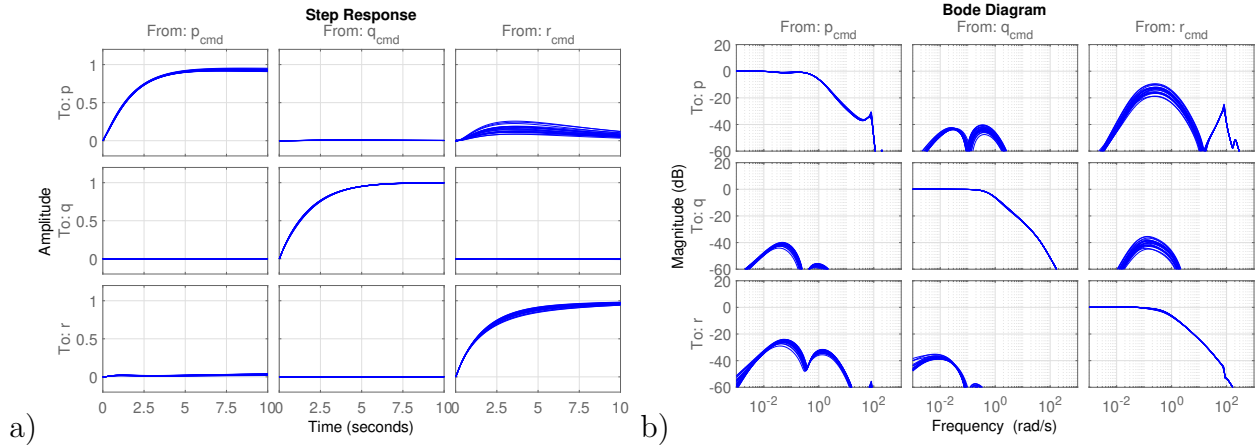 Step Response
From: p_cmd From: q_cmd From: r_cmd
Amplitude
To: p
1
0.5
0
To: q
1
0.5
0
To: r
1
0.5
0
0 2.5 5 7.5 10 0 2.5 5 7.5 10 0 2.5 5 7.5 10
Time (seconds)
a)
Bode Diagram
From: p_cmd From: q_cmd From: r_cmd
Magnitude (dB)
To: p
20
0
-20
-40
-60
To: q
20
0
-20
-40
-60
To: r
20
0
-20
-40
-60
10^-2 10^0 10^2 10^-2 10^0 10^2 10^-2 10^0 10^2
Frequency (rad/s)
b)